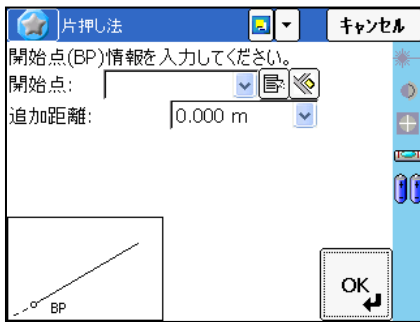 片押し法
キャンセル
開始点(BP)情報を入力してください。
開始点:
追加距離: 0.000 m
BP
OK